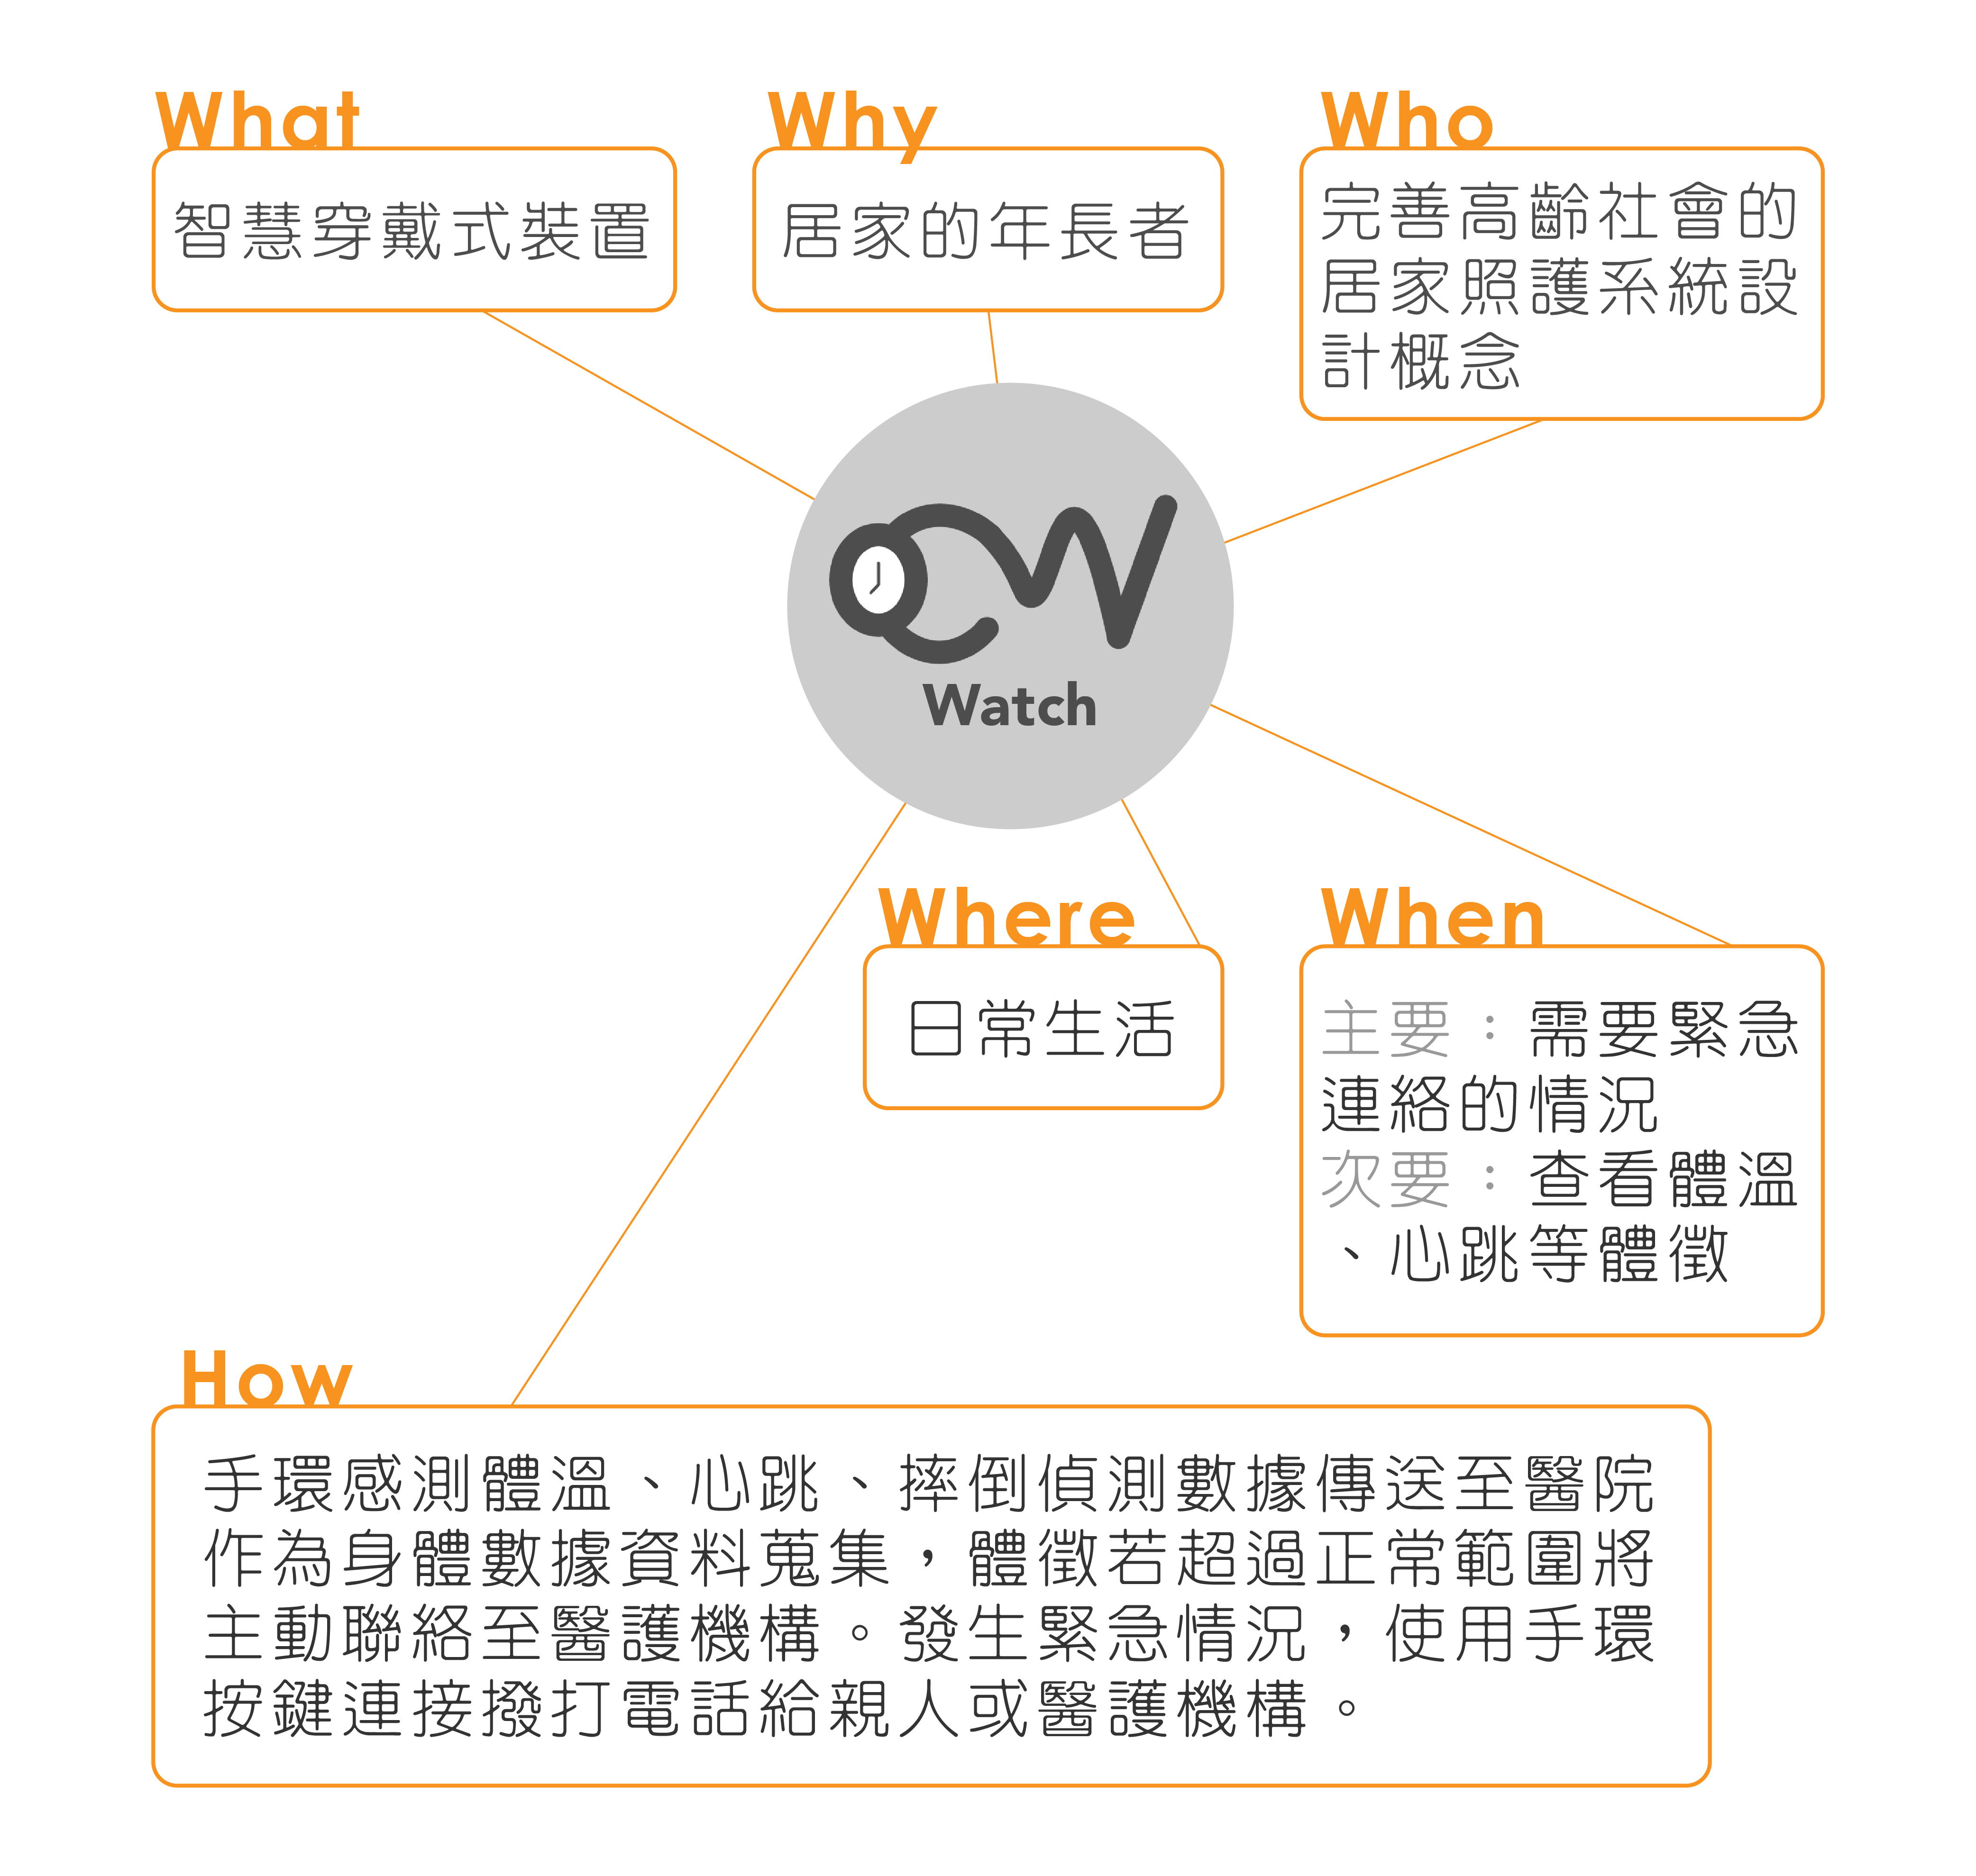 What
智慧穿戴式裝置
Why
居家的年長者
Who
完善高齡社會的
居家照護系統設
計概念
CW
Watch
Where
日常生活
When
主要：需要緊急
連絡的情況
次要：查看體溫
、心跳等體徵
How
手環感測體溫、心跳、摔倒偵測數據傳送至醫院
作為身體數據資料蒐集，體徵若超過正常範圍將
主動聯絡至醫護機構。發生緊急情況，使用手環
按鍵連接撥打電話給親人或醫護機構。